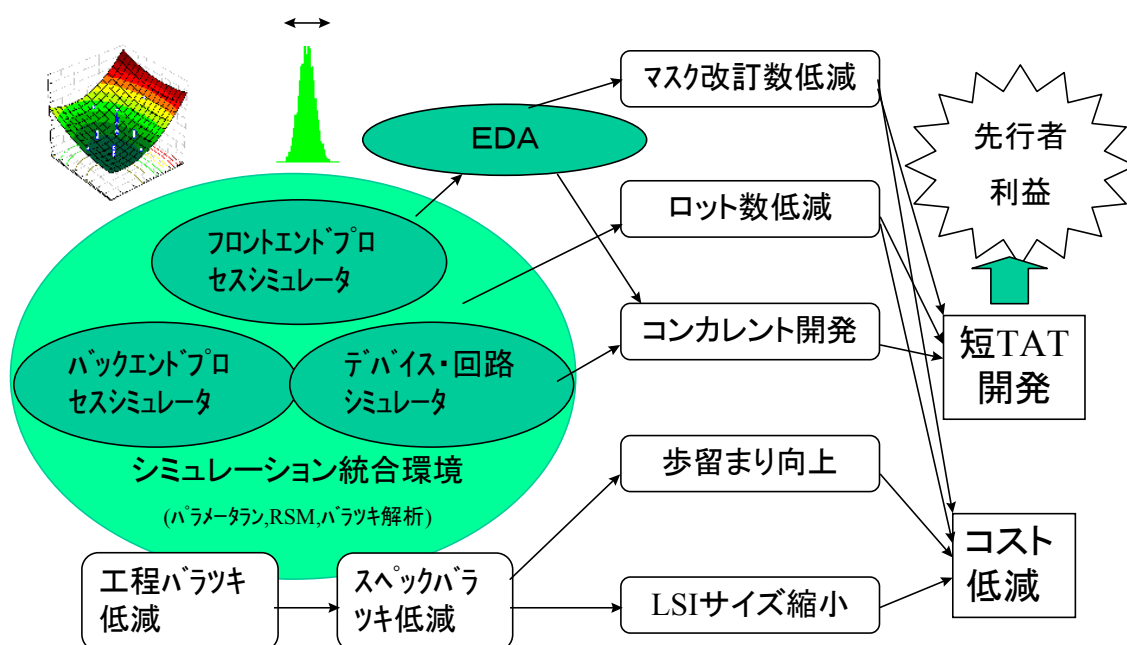 マスク改訂数低減
先行者
利益
EDA
ロット数低減
フロントエンドプロ
セスシミュレータ
コンカレント開発
短TAT
開発
バックエンドプロ
セスシミュレータ
デバイス・回路
シミュレータ
シミュレーション統合環境
(パラメータラン,RSM,バラツキ解析)
歩留まり向上
コスト
低減
工程バラツキ
低減
スペックバラ
ツキ低減
LSIサイズ縮小